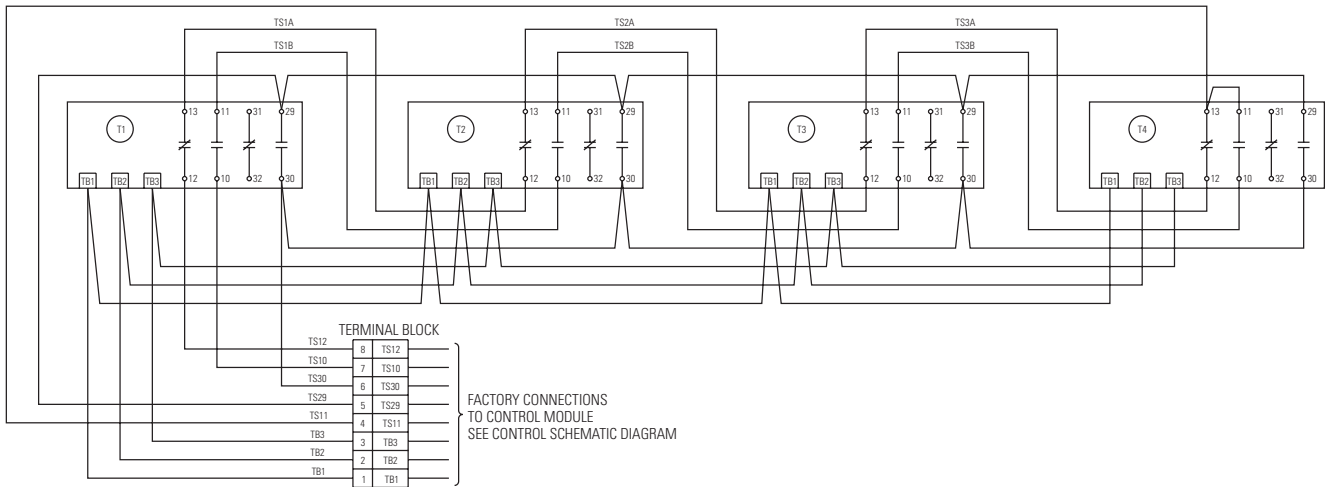 TS1A TS2A TS3A
TS1B TS2B TS3B
13 11 31 29 13 11 31 29 13 11 31 29 13 11 31 29
T1 T2 T3 T4
TB1 TB2 TB3 12 10 32 30 TB1 TB2 TB3 12 10 32 30 TB1 TB2 TB3 12 10 32 30 TB1 TB2 TB3 12 10 32 30
TERMINAL BLOCK
TS12 8 TS12
TS10 7 TS10
TS30 6 TS30
TS29 5 TS29
TS11 4 TS11
TB3 3 TB3
TB2 2 TB2
TB1 1 TB1
FACTORY CONNECTIONS
TO CONTROL MODULE
SEE CONTROL SCHEMATIC DIAGRAM